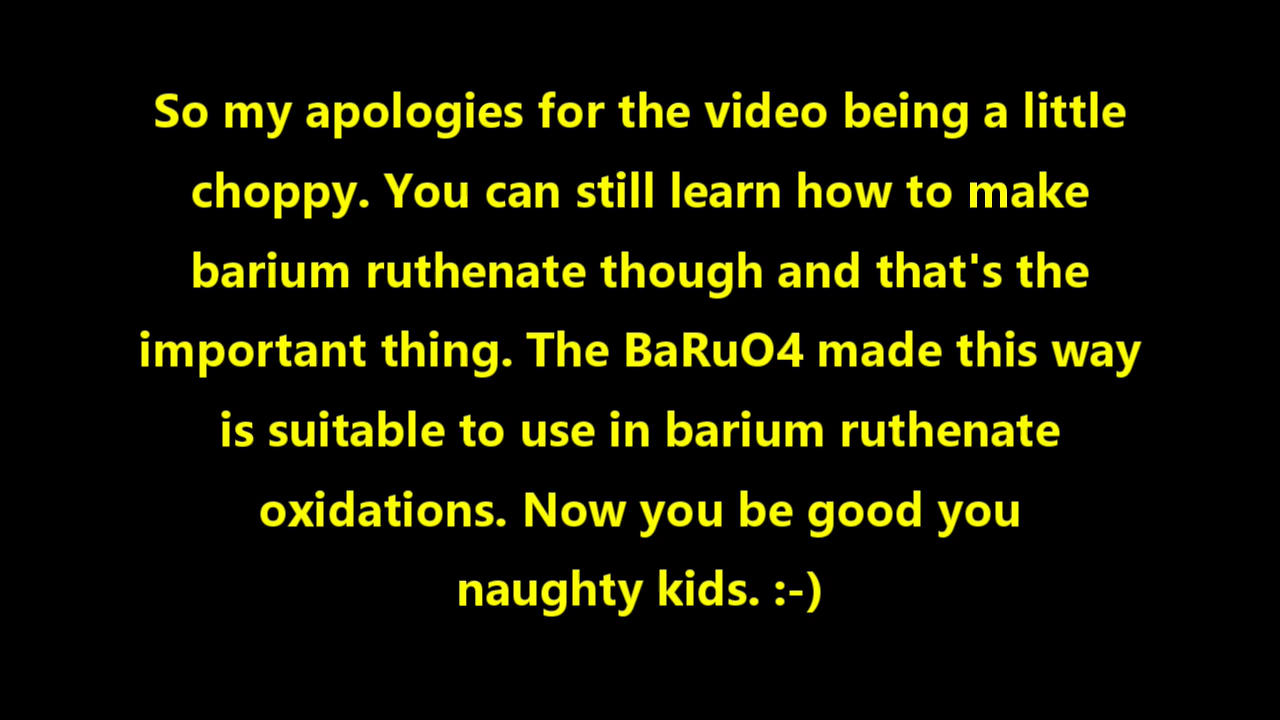 So my apologies for the video being a little
choppy. You can still learn how to make
barium ruthenate though and that's the
important thing. The BaRuO4 made this way
is suitable to use in barium ruthenate
oxidations. Now you be good you
naughty kids. :-)